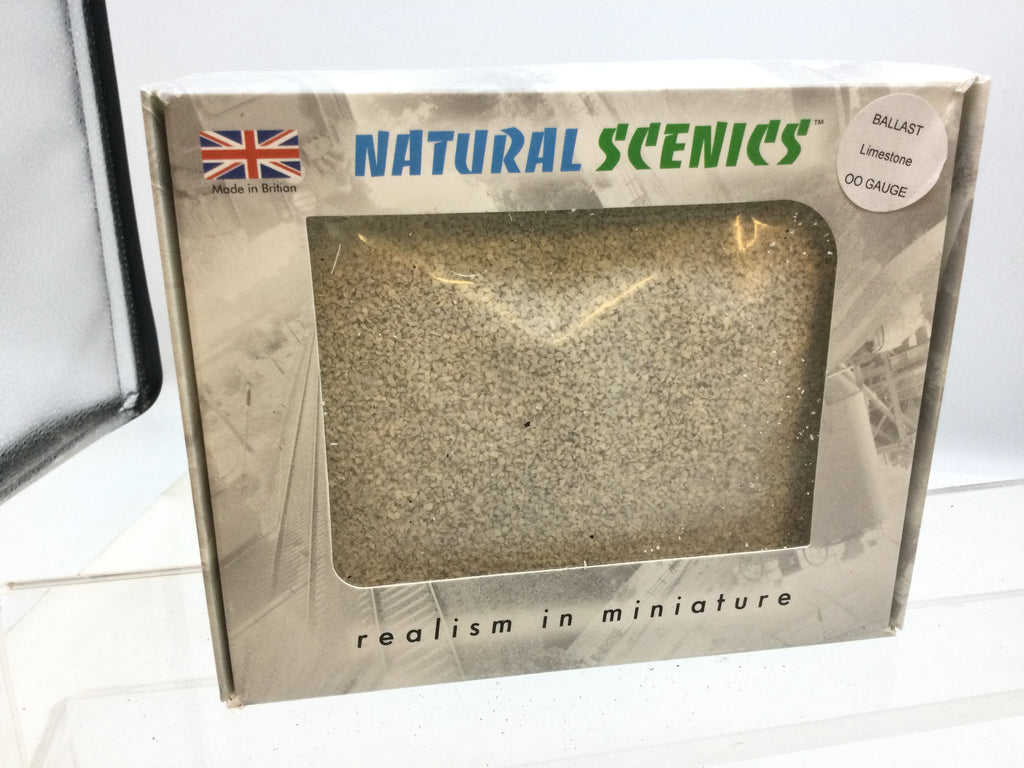 NATURAL SCENICS™
Made in Britian
BALLAST
Limestone
OO GAUGE
realism in miniature